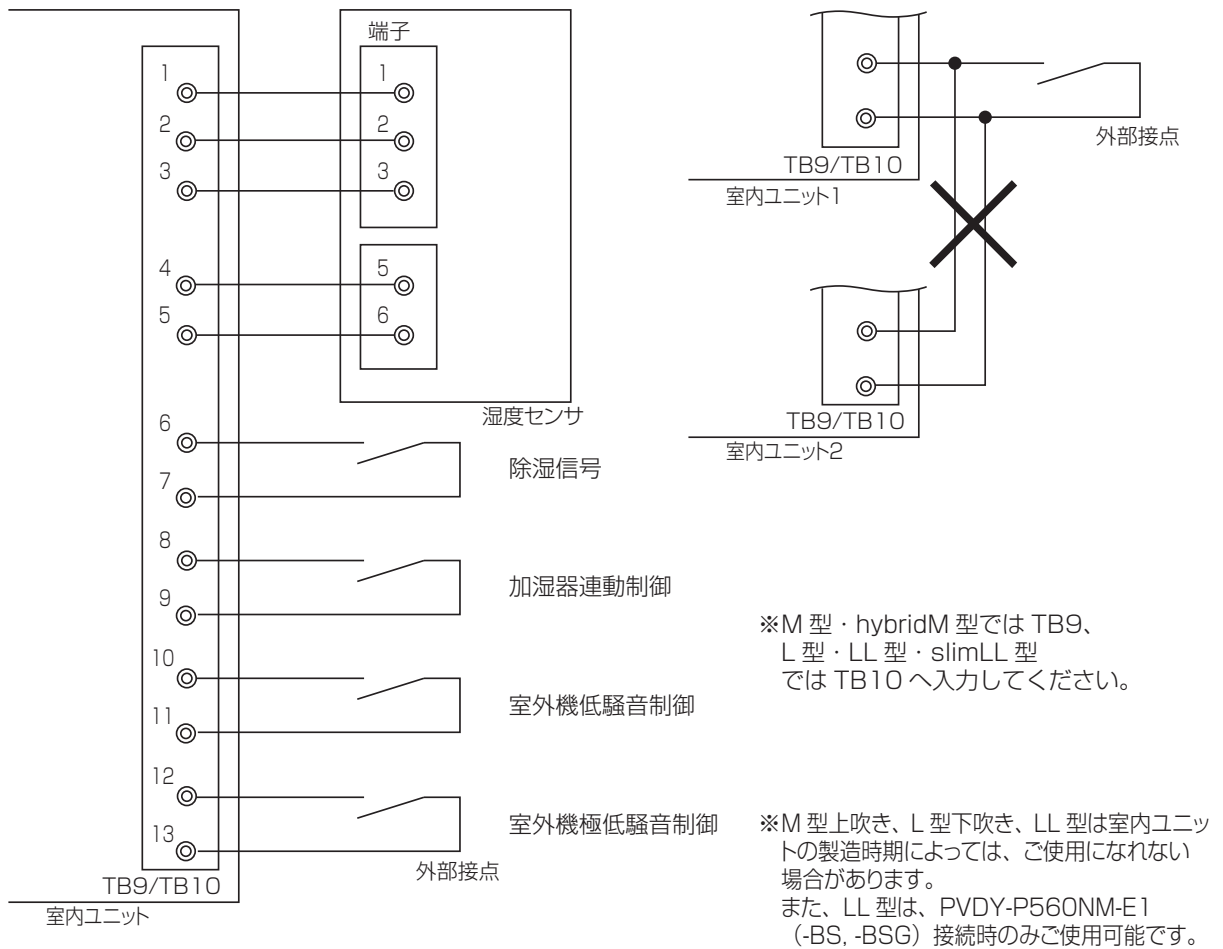 端子
1
2
3
4
5
6
7
8
9
10
11
12
13
1
2
3
5
6
湿度センサ
除湿信号
加湿器連動制御
室外機低騒音制御
室外機極低騒音制御
外部接点
TB9/TB10
室内ユニット
外部接点
TB9/TB10
室内ユニット1
TB9/TB10
室内ユニット2
※M 型・hybridM 型では TB9、
L 型・LL 型・slimLL 型
では TB10 へ入力してください。
※M 型上吹き、L 型下吹き、LL 型は室内ユニッ
トの製造時期によっては、ご使用になれない
場合があります。
また、LL 型は、PVDY-P560NM-E1
（-BS, -BSG）接続時のみご使用可能です。